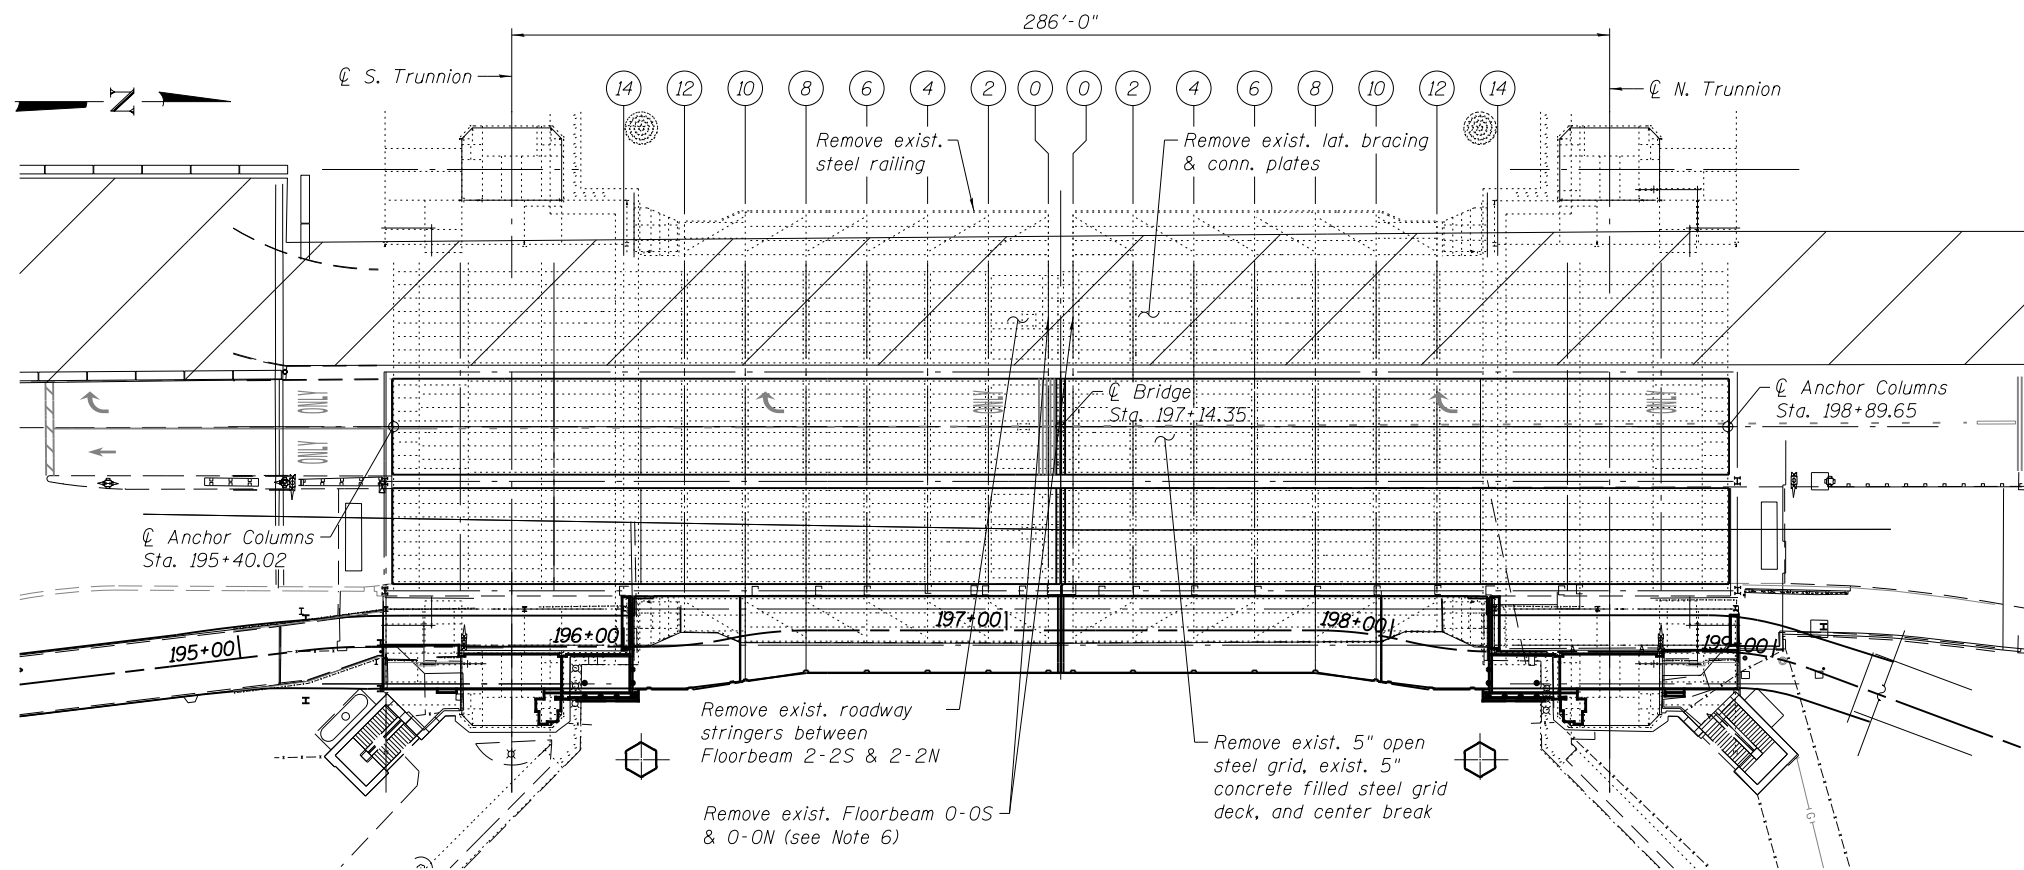 286'-0"
℄ S. Trunnion
14 12 10 8 6 4 2 0 0 2 4 6 8 10 12 14
℄ N. Trunnion
N
Remove exist.
steel railing
Remove exist. lat. bracing
& conn. plates
ONLY
ONLY
ONLY
ONLY
℄ Bridge
Sta. 197+14.35
℄ Anchor Columns
Sta. 198+89.65
℄ Anchor Columns
Sta. 195+40.02
195+00
196+00
197+00
198+00
199+00
Remove exist. roadway
stringers between
Floorbeam 2-2S & 2-2N
Remove exist. Floorbeam 0-0S
& 0-0N (see Note 6)
Remove exist. 5" open
steel grid, exist. 5"
concrete filled steel grid
deck, and center break
G